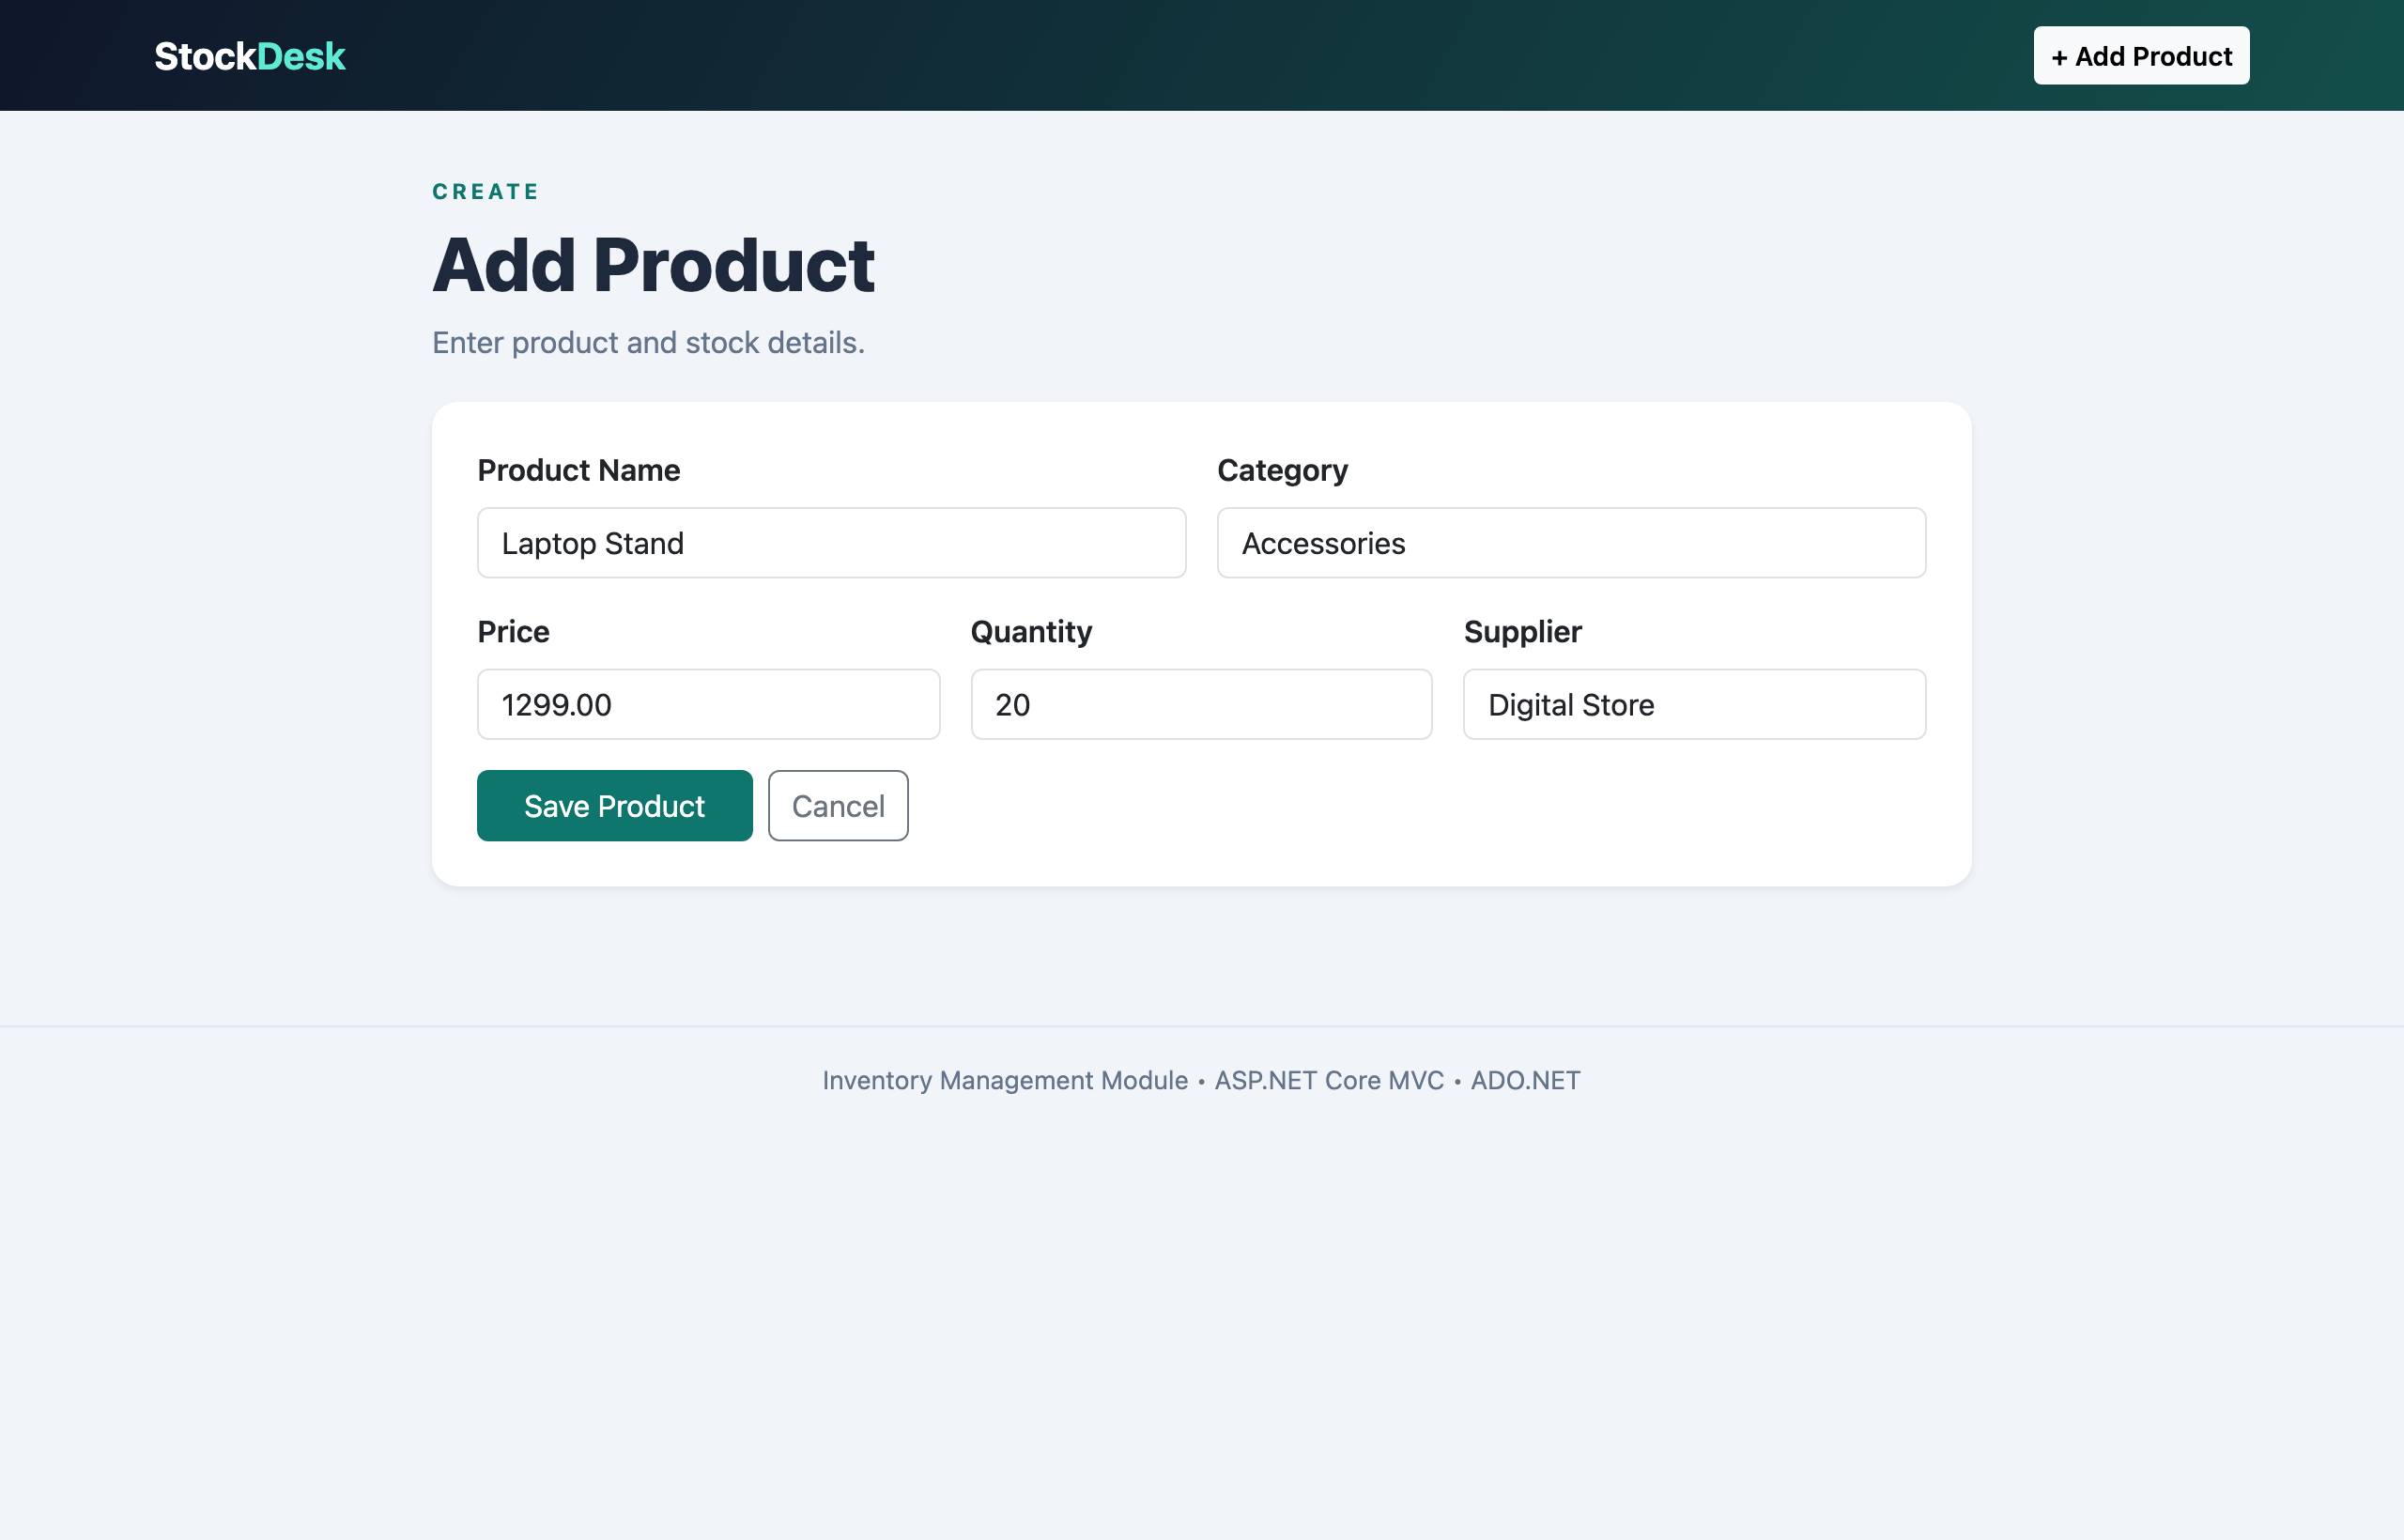 StockDesk
+ Add Product
CREATE
Add Product
Enter product and stock details.
Product Name
Category
Laptop Stand
Accessories
Price
Quantity
Supplier
1299.00
20
Digital Store
Save Product
Cancel
Inventory Management Module • ASP.NET Core MVC • ADO.NET